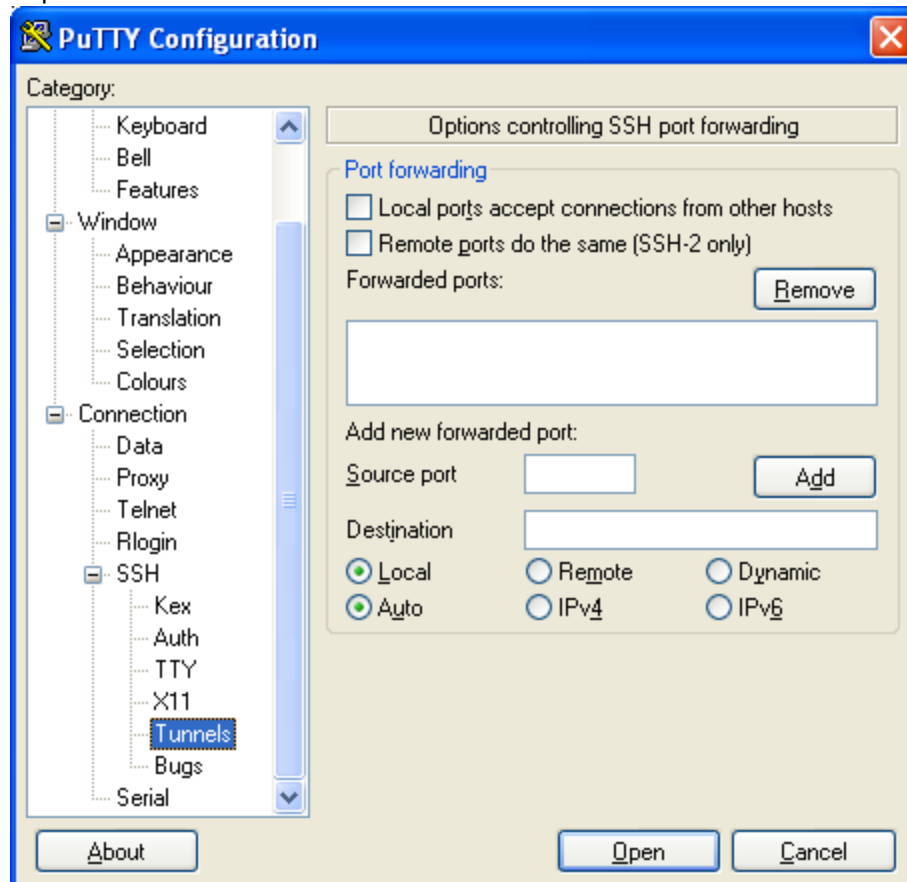 PuTTY Configuration
Category:
Keyboard
Bell
Features
Window
Appearance
Behaviour
Translation
Selection
Colours
Connection
Data
Proxy
Telnet
Rlogin
SSH
Kex
Auth
TTY
X11
Tunnels
Bugs
Serial
Options controlling SSH port forwarding
Port forwarding
Local ports accept connections from other hosts
Remote ports do the same (SSH-2 only)
Forwarded ports:
Remove
Add new forwarded port:
Source port
Add
Destination
Local Remote Dynamic
Auto IPv4 IPv6
About Open Cancel